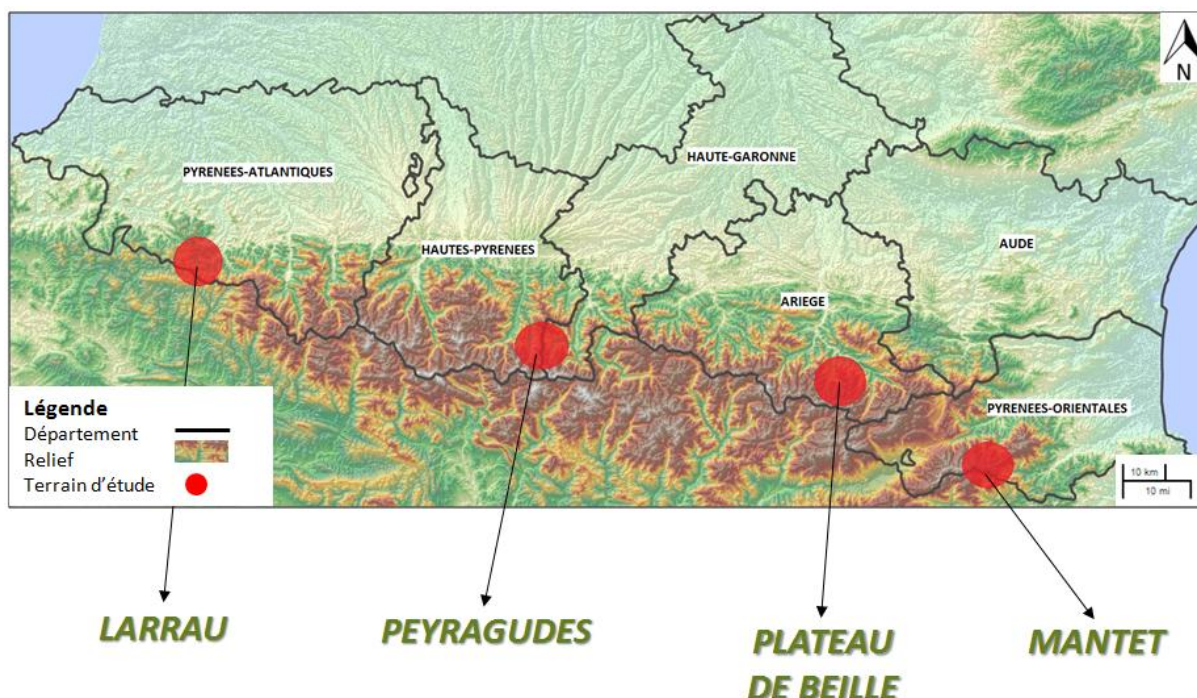 N
PYRENEES-ATLANTIQUES
HAUTE-GARONNE
HAUTES-PYRENEES
AUDE
ARIEGE
PYRENEES-ORIENTALES
Légende
Département
Relief
Terrain d'étude
10 km
10 mi
LARRAU
PEYRAGUDES
PLATEAU
DE BEILLE
MANTET